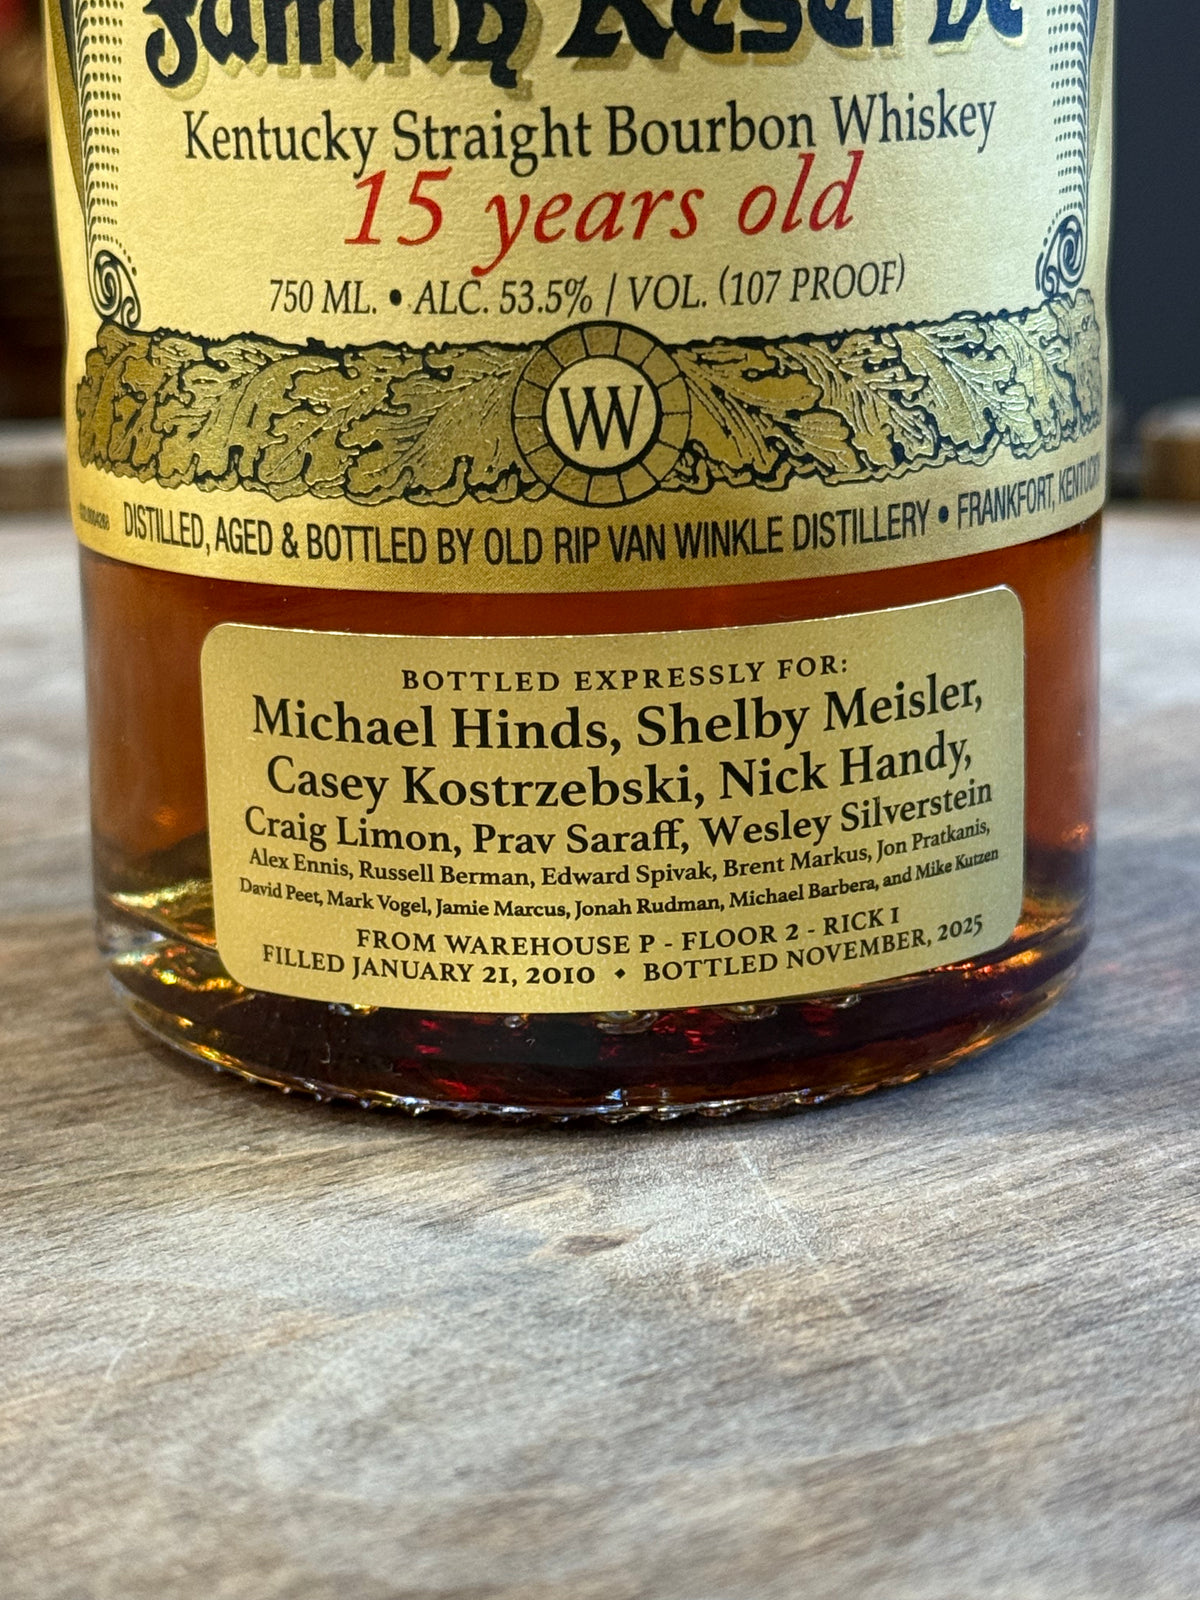 Family Reserve
Kentucky Straight Bourbon Whiskey
15 years old
750 ML. • ALC. 53.5% / VOL. (107 PROOF)
VW
DISTILLED, AGED & BOTTLED BY OLD RIP VAN WINKLE DISTILLERY • FRANKFORT, KENTUCKY
BOTTLED EXPRESSLY FOR:
Michael Hinds, Shelby Meisler,
Casey Kostrzebski, Nick Handy,
Craig Limon, Prav Saraff, Wesley Silverstein
Alex Ennis, Russell Berman, Edward Spivak, Brent Markus, Jon Pratkanis,
David Peet, Mark Vogel, Jamie Marcus, Jonah Rudman, Michael Barbera, and Mike Kutzen
FROM WAREHOUSE P - FLOOR 2 - RICK I
FILLED JANUARY 21, 2010 ⬩ BOTTLED NOVEMBER, 2025